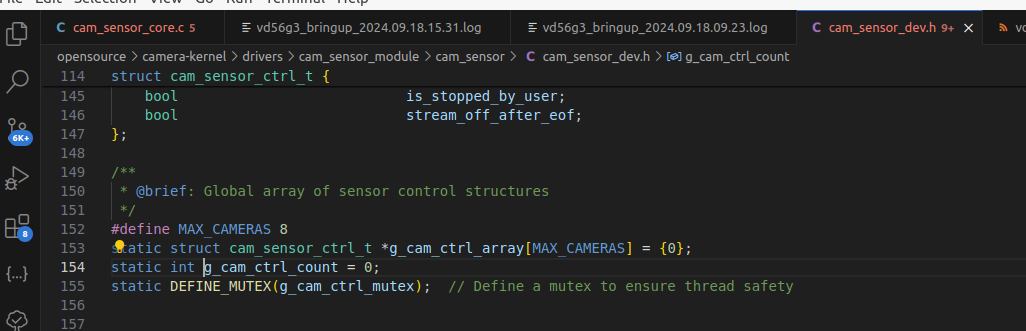 File Edit Selection View Go Run Terminal Help
cam_sensor_core.c 5
vd56g3_bringup_2024.09.18.15.31.log
vd56g3_bringup_2024.09.18.09.23.log
cam_sensor_dev.h 9+
opensource > camera-kernel > drivers > cam_sensor_module > cam_sensor > C cam_sensor_dev.h > g_cam_ctrl_count
114 struct cam_sensor_ctrl_t {
145 bool is_stopped_by_user;
146 bool stream_off_after_eof;
147 };
148
149 /**
150 * @brief: Global array of sensor control structures
151 */
152 #define MAX_CAMERAS 8
153 static struct cam_sensor_ctrl_t *g_cam_ctrl_array[MAX_CAMERAS] = {0};
154 static int g_cam_ctrl_count = 0;
155 static DEFINE_MUTEX(g_cam_ctrl_mutex);  // Define a mutex to ensure thread safety
156
157
6K+
8